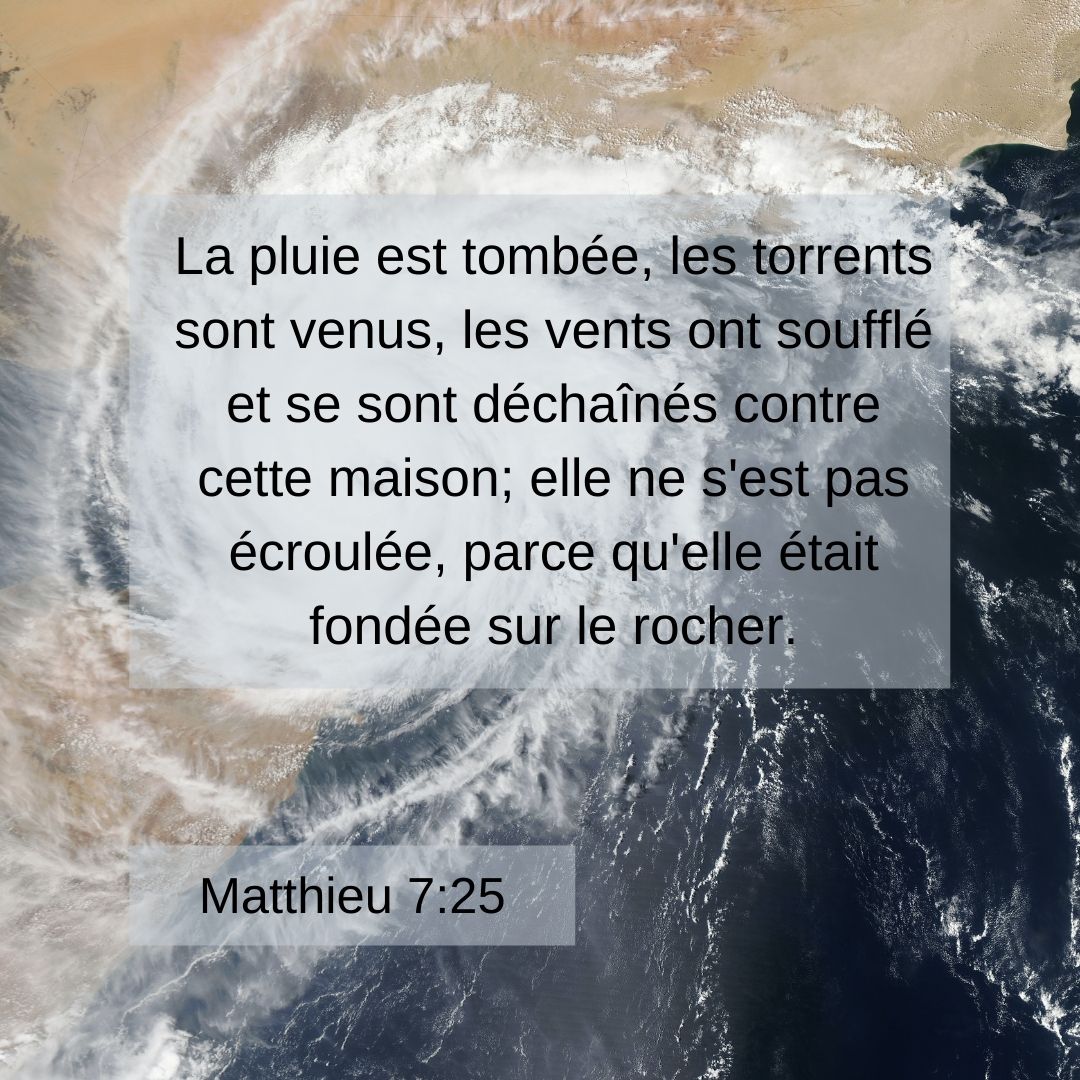 La pluie est tombée, les torrents
sont venus, les vents ont soufflé
et se sont déchaînés contre
cette maison; elle ne s'est pas
écroulée, parce qu'elle était
fondée sur le rocher.
Matthieu 7:25